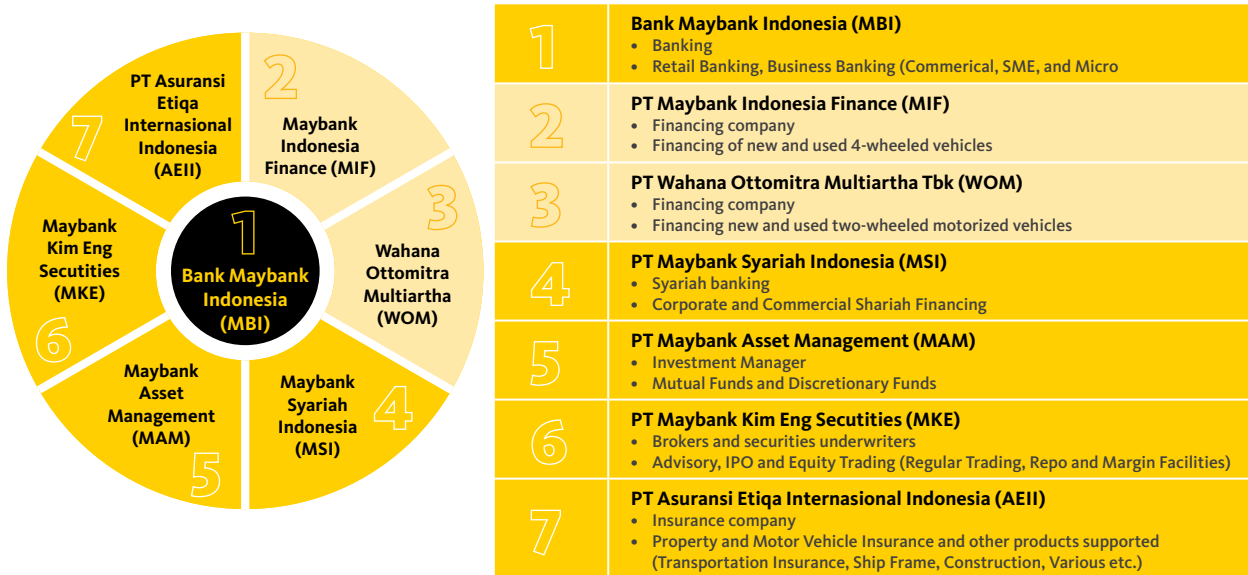 1
Bank Maybank
Indonesia
(MBI)
2
Maybank
Indonesia
Finance (MIF)
3
Wahana
Ottomitra
Multiartha
(WOM)
Maybank
Syariah
Indonesia
(MSI)
4
Maybank
Asset
Management
(MAM)
5
Maybank
Kim Eng
Secutities
(MKE)
6
PT Asuransi
Etiqa
Internasional
Indonesia
(AEII)
7
1
Bank Maybank Indonesia (MBI)
• Banking
• Retail Banking, Business Banking (Commerical, SME, and Micro
2
PT Maybank Indonesia Finance (MIF)
• Financing company
• Financing of new and used 4-wheeled vehicles
3
PT Wahana Ottomitra Multiartha Tbk (WOM)
• Financing company
• Financing new and used two-wheeled motorized vehicles
4
PT Maybank Syariah Indonesia (MSI)
• Syariah banking
• Corporate and Commercial Shariah Financing
5
PT Maybank Asset Management (MAM)
• Investment Manager
• Mutual Funds and Discretionary Funds
6
PT Maybank Kim Eng Secutities (MKE)
• Brokers and securities underwriters
• Advisory, IPO and Equity Trading (Regular Trading, Repo and Margin Facilities)
7
PT Asuransi Etiqa Internasional Indonesia (AEII)
• Insurance company
• Property and Motor Vehicle Insurance and other products supported
(Transportation Insurance, Ship Frame, Construction, Various etc.)